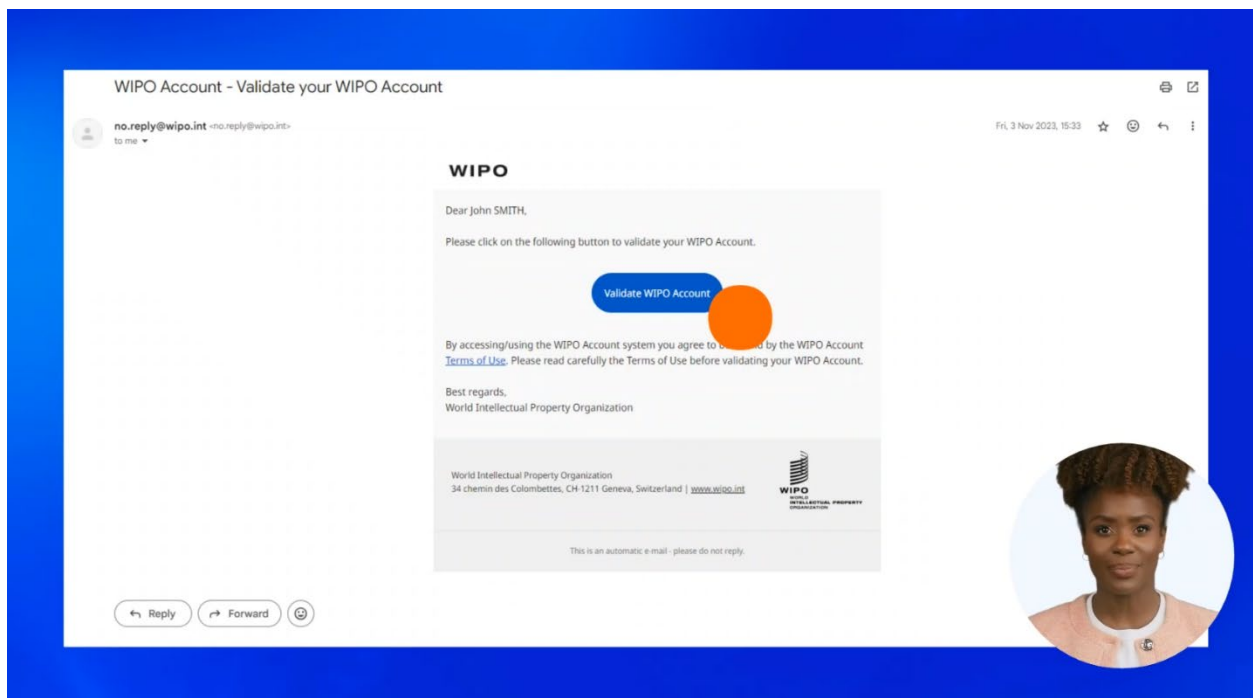 WIPO Account - Validate your WIPO Account
no.reply@wipo.int <no.reply@wipo.int>
Fri, 3 Nov 2023, 15:33
to me
WIPO
Dear John SMITH,
Please click on the following button to validate your WIPO Account.
Validate WIPO Account
By accessing/using the WIPO Account system you agree to by the WIPO Account
Terms of Use. Please read carefully the Terms of Use before validating your WIPO Account.
Best regards,
World Intellectual Property Organization
World Intellectual Property Organization
34 chemin des Colombettes, CH-1211 Geneva, Switzerland | www.wipo.int
WIPO
WORLD
INTELLECTUAL PROPERTY
ORGANIZATION
This is an automatic e-mail - please do not reply.
Reply
Forward